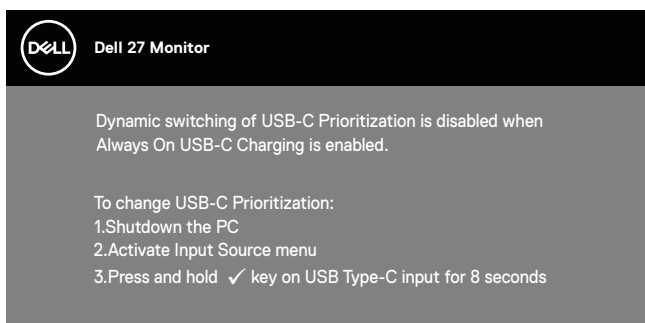 DELL
Dell 27 Monitor
Dynamic switching of USB-C Prioritization is disabled when
Always On USB-C Charging is enabled.
To change USB-C Prioritization:
1.Shutdown the PC
2.Activate Input Source menu
3.Press and hold ✓ key on USB Type-C input for 8 seconds